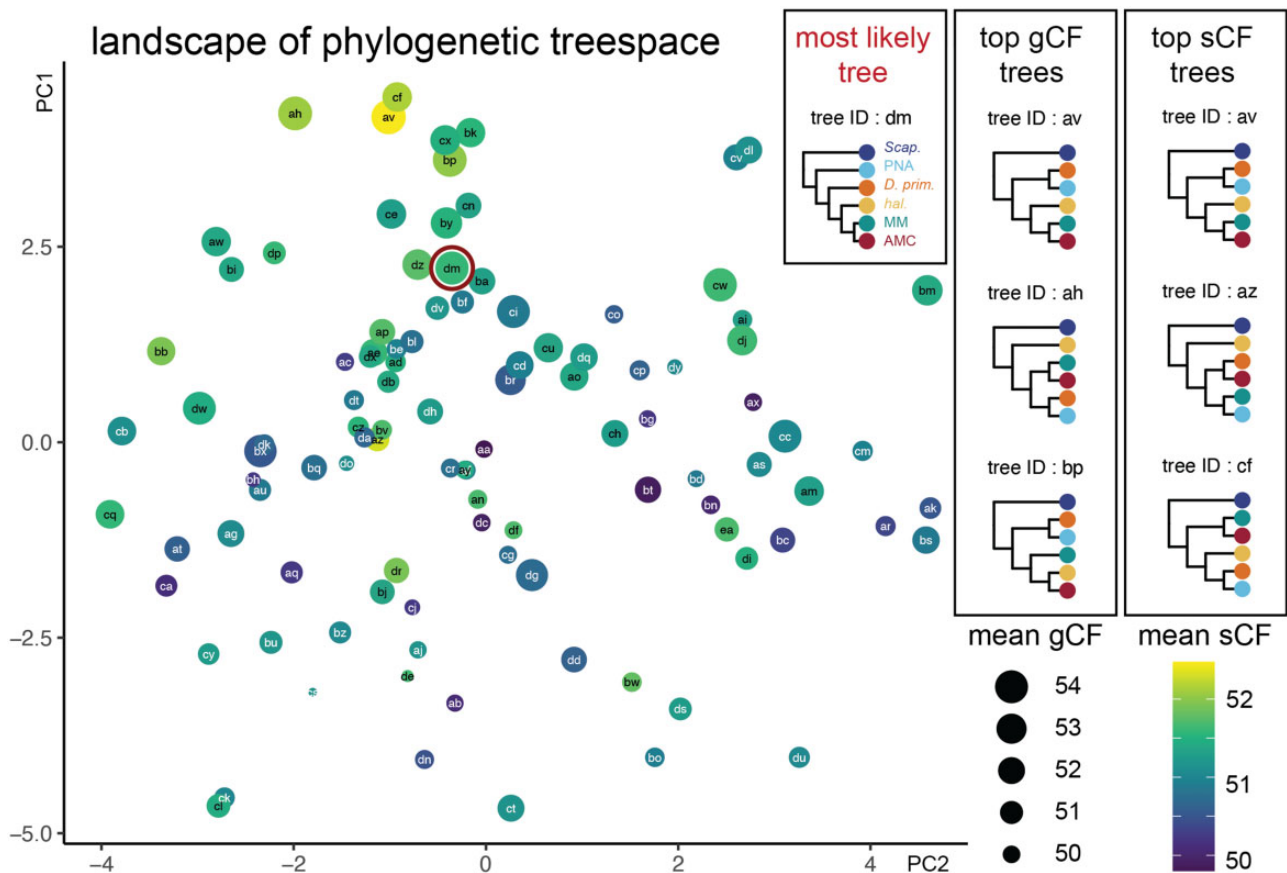 landscape of phylogenetic treespace
PC1
2.5
0.0
−2.5
−5.0
−4
−2
0
2
4
PC2
cf
ah
av
cx
bk
bp
dl
cv
cn
ce
by
aw
dp
bi
dz
dm
ba
cw
bm
dv
bf
ci
co
ai
ap
bl
dj
bb
ae
be
cu
dx
ac
ad
cd
dq
dy
cp
db
br
ao
dw
dt
ax
dh
bg
cb
cz
bv
da
az
ch
cc
dk
bx
aa
cm
bq
do
cr
ay
as
bh
au
bd
bt
am
an
bn
ak
cq
dc
ar
ag
df
ea
bc
bs
at
cg
di
aq
dr
dg
ca
bj
cj
bz
bu
aj
cy
dd
de
bw
ab
ds
dn
bo
du
ck
cl
ct
most likely
tree
tree ID : dm
Scap.
PNA
D. prim.
hal.
MM
AMC
top gCF
trees
tree ID : av
tree ID : ah
tree ID : bp
top sCF
trees
tree ID : av
tree ID : az
tree ID : cf
mean gCF
54
53
52
51
50
mean sCF
52
51
50